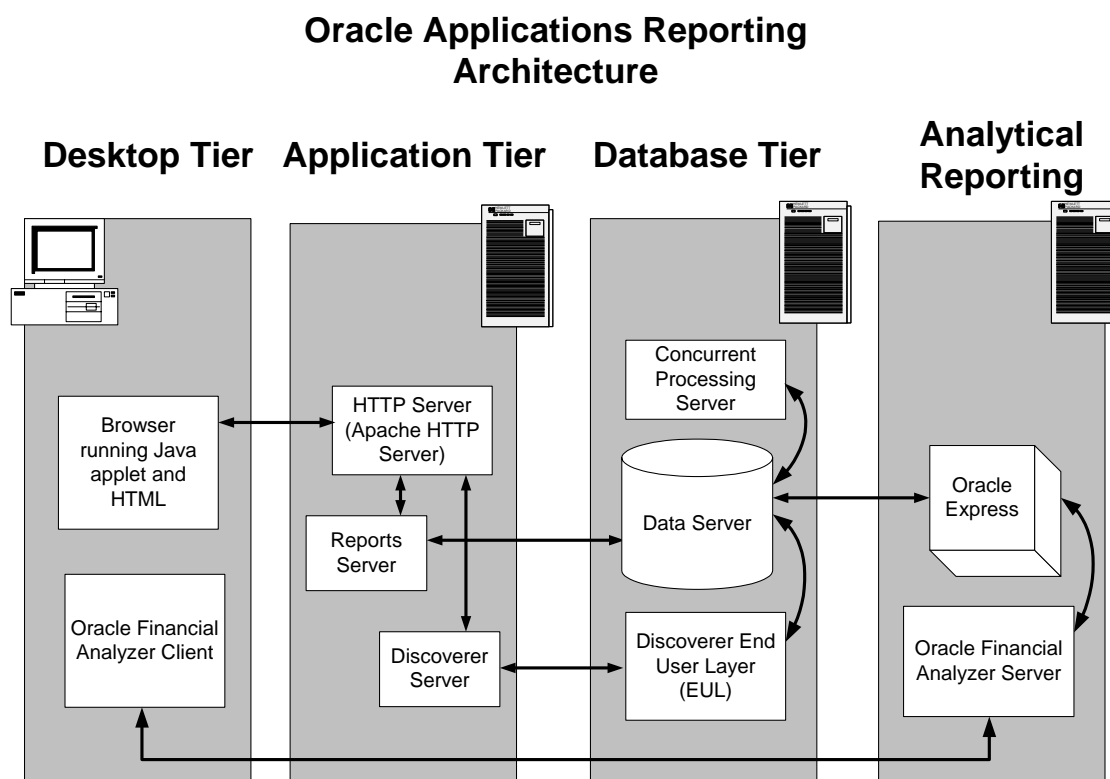 Oracle Applications Reporting
Architecture
Desktop Tier
Application Tier
Database Tier
Analytical
Reporting
Browser
running Java
applet and
HTML
Oracle Financial
Analyzer Client
HTTP Server
(Apache HTTP
Server)
Reports
Server
Discoverer
Server
Concurrent
Processing
Server
Data Server
Discoverer End
User Layer
(EUL)
Oracle
Express
Oracle Financial
Analyzer Server